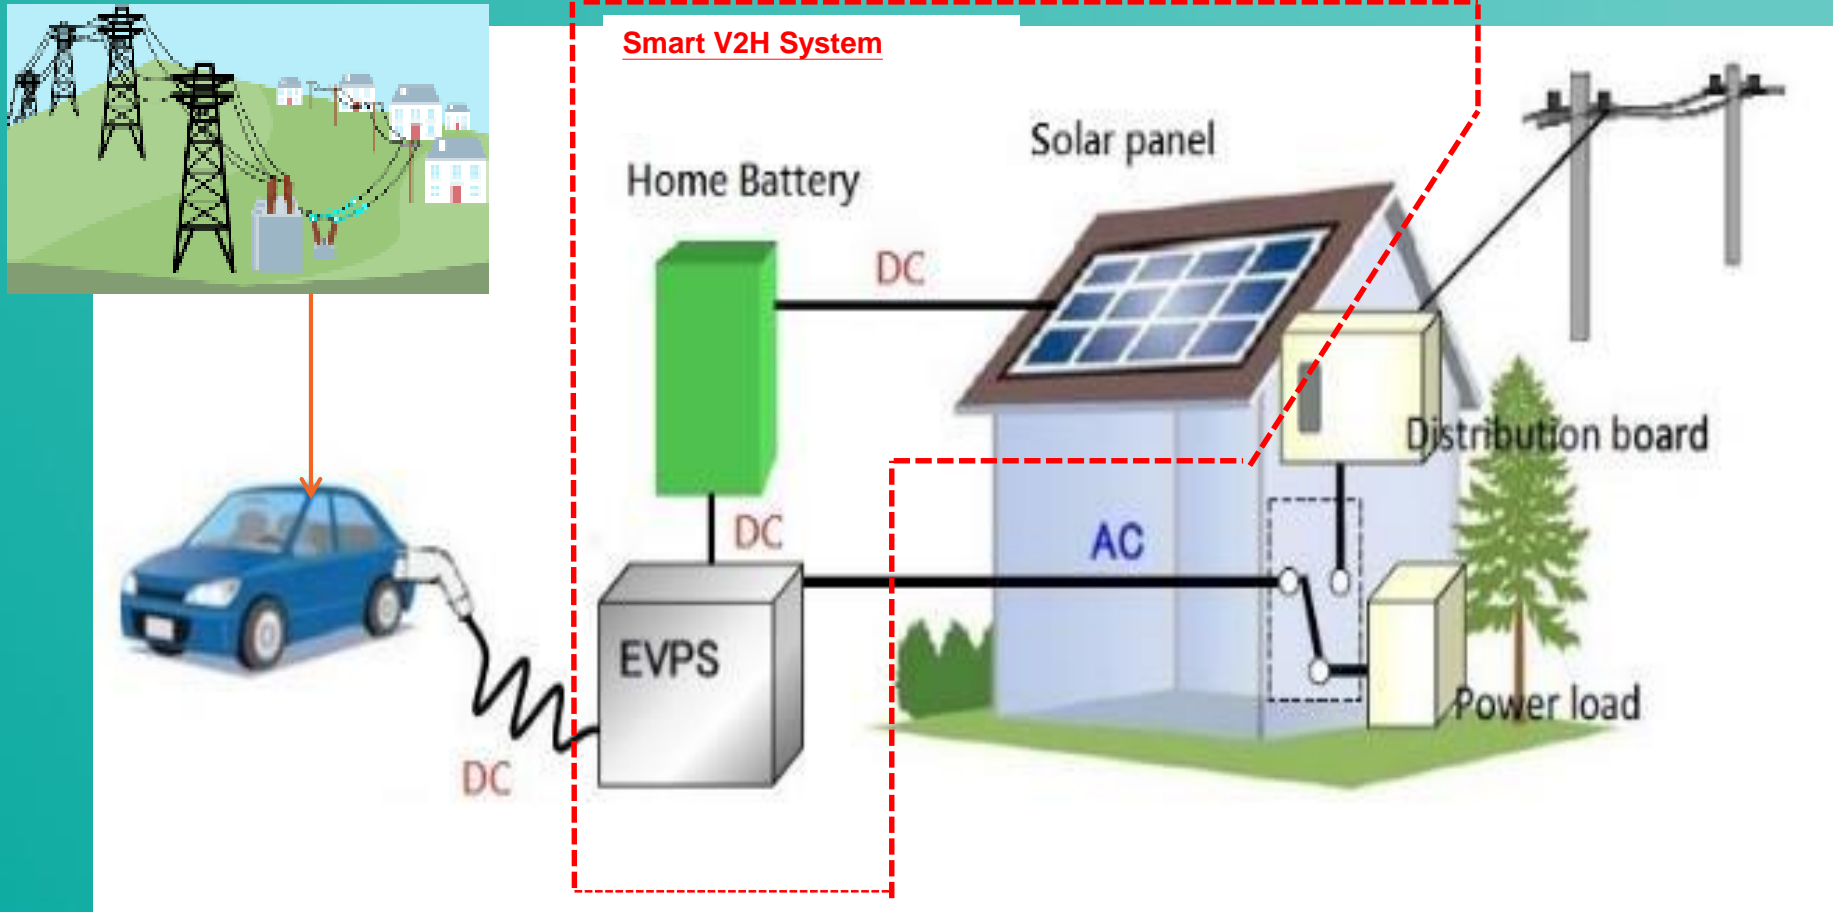 Smart V2H System
Solar panel
Home Battery
DC
Distribution board
DC
AC
EVPS
Power load
DC